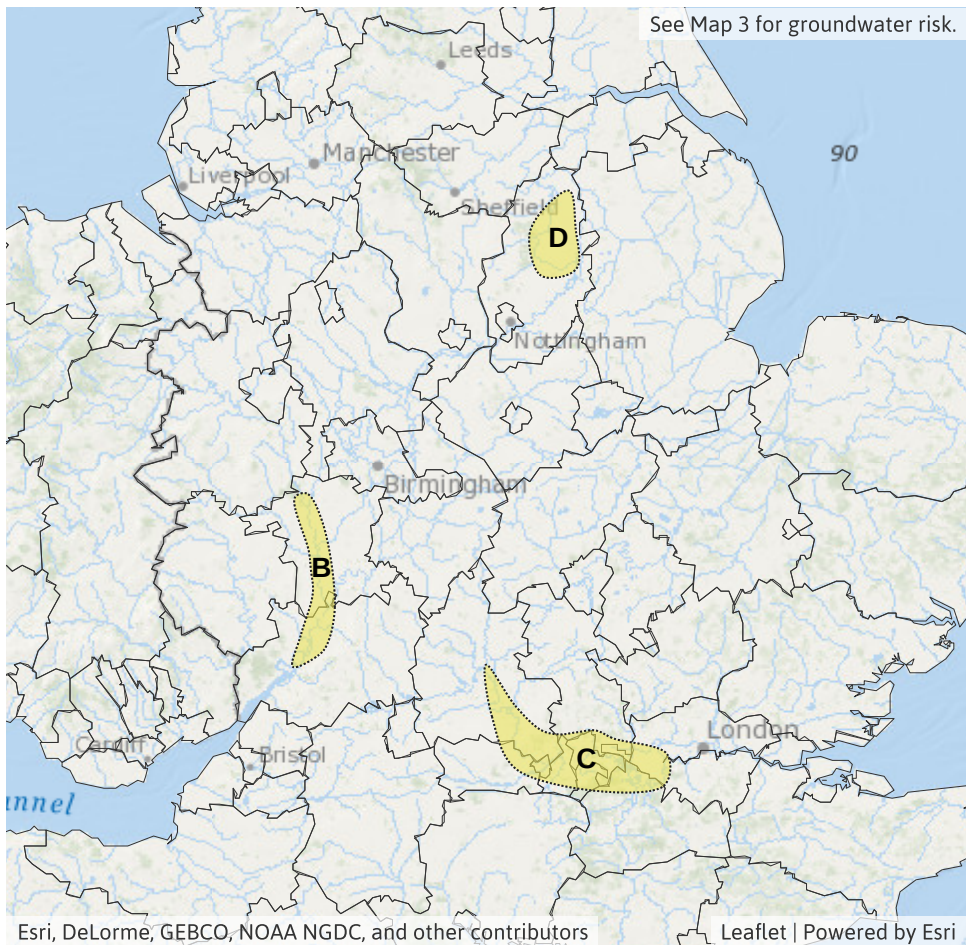 See Map 3 for groundwater risk.
Leeds
90
Manchester
Liverpool
Sheffield
D
Nottingham
Birmingham
B
London
Cardiff
Bristol
C
annel
Esri, DeLorme, GEBCO, NOAA NGDC, and other contributors
Leaflet | Powered by Esri